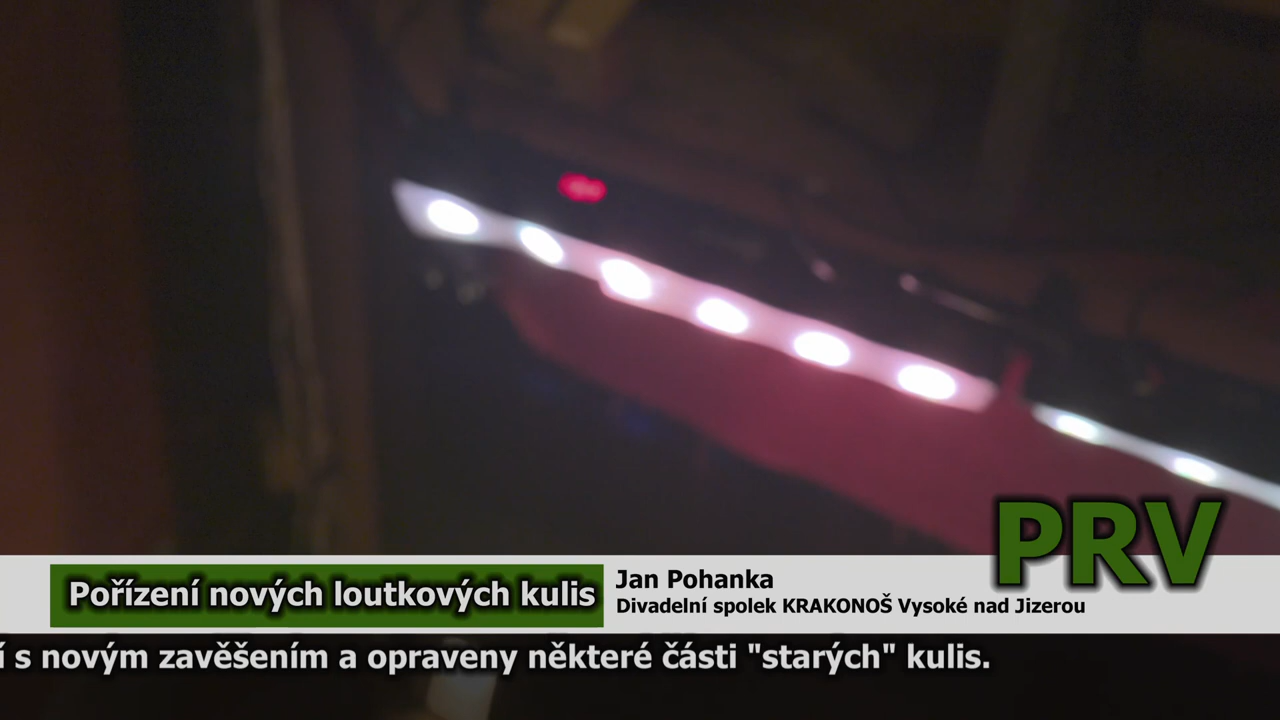 PRV
Pořízení nových loutkových kulis
Jan Pohanka
Divadelní spolek KRAKONOŠ Vysoké nad Jizerou
í s novým zavěšením a opraveny některé části "starých" kulis.